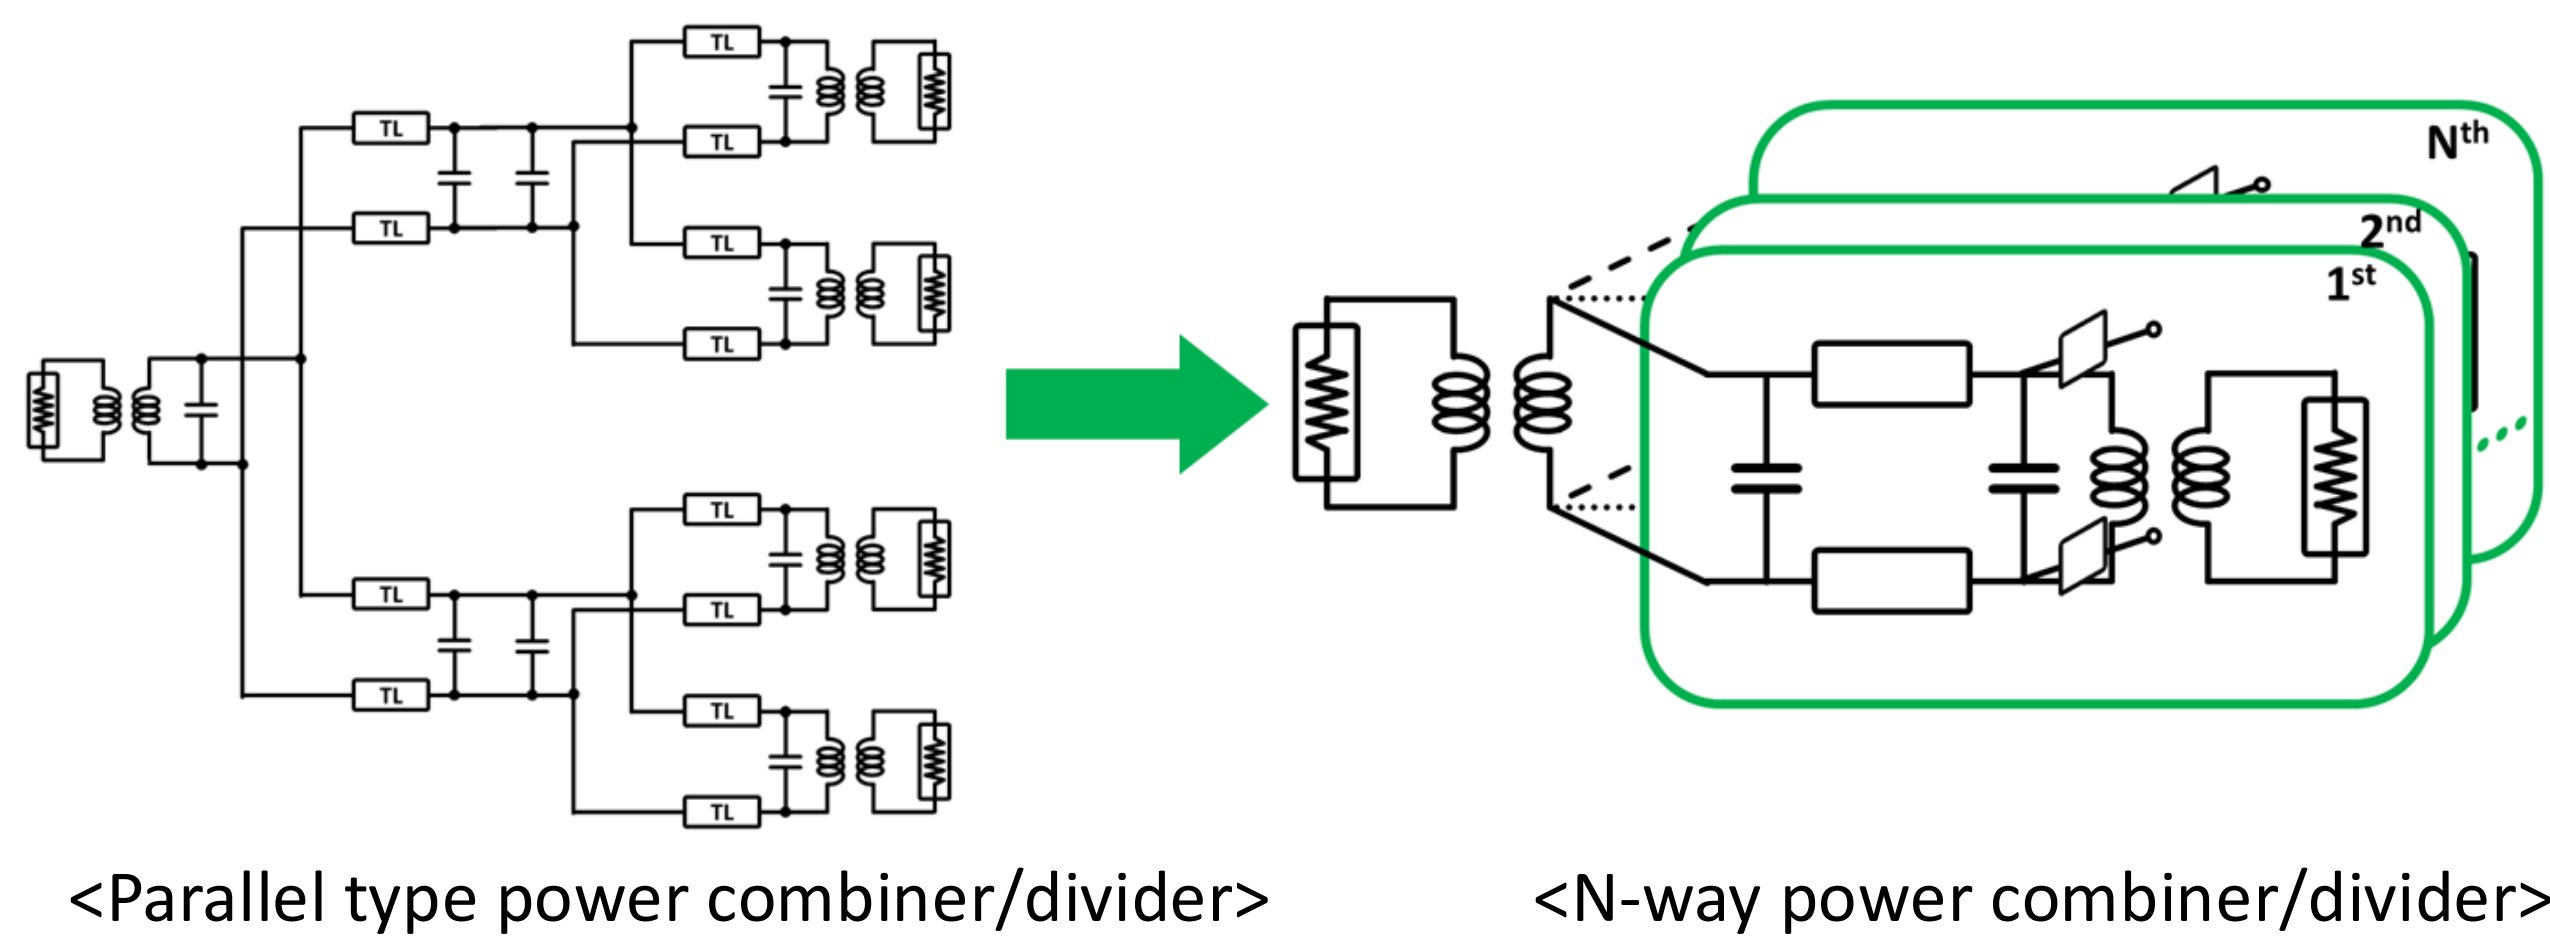 TL
TL
TL
TL
TL
TL
TL
TL
TL
TL
TL
TL
Nth
2nd
1st
<Parallel type power combiner/divider>
<N-way power combiner/divider>